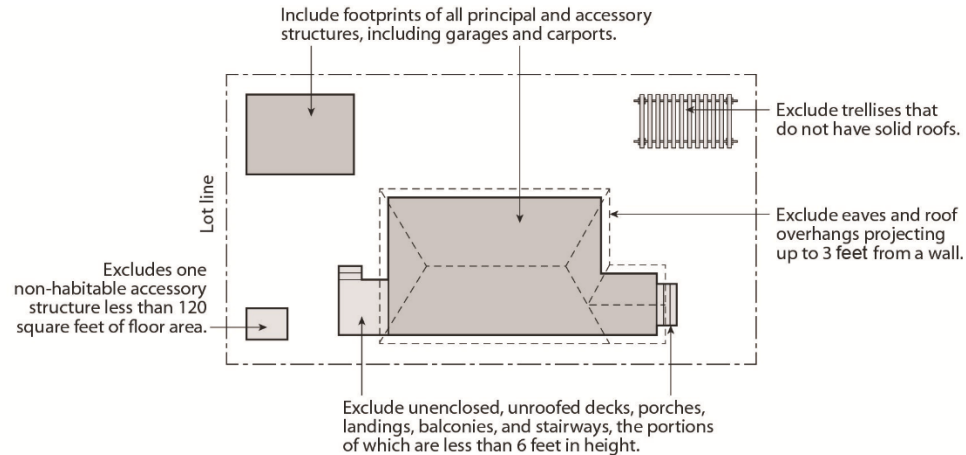 Include footprints of all principal and accessory
structures, including garages and carports.
Exclude trellises that
do not have solid roofs.
Lot line
Exclude eaves and roof
overhangs projecting
up to 3 feet from a wall.
Excludes one
non-habitable accessory
structure less than 120
square feet of floor area.
Exclude unenclosed, unroofed decks, porches,
landings, balconies, and stairways, the portions
of which are less than 6 feet in height.